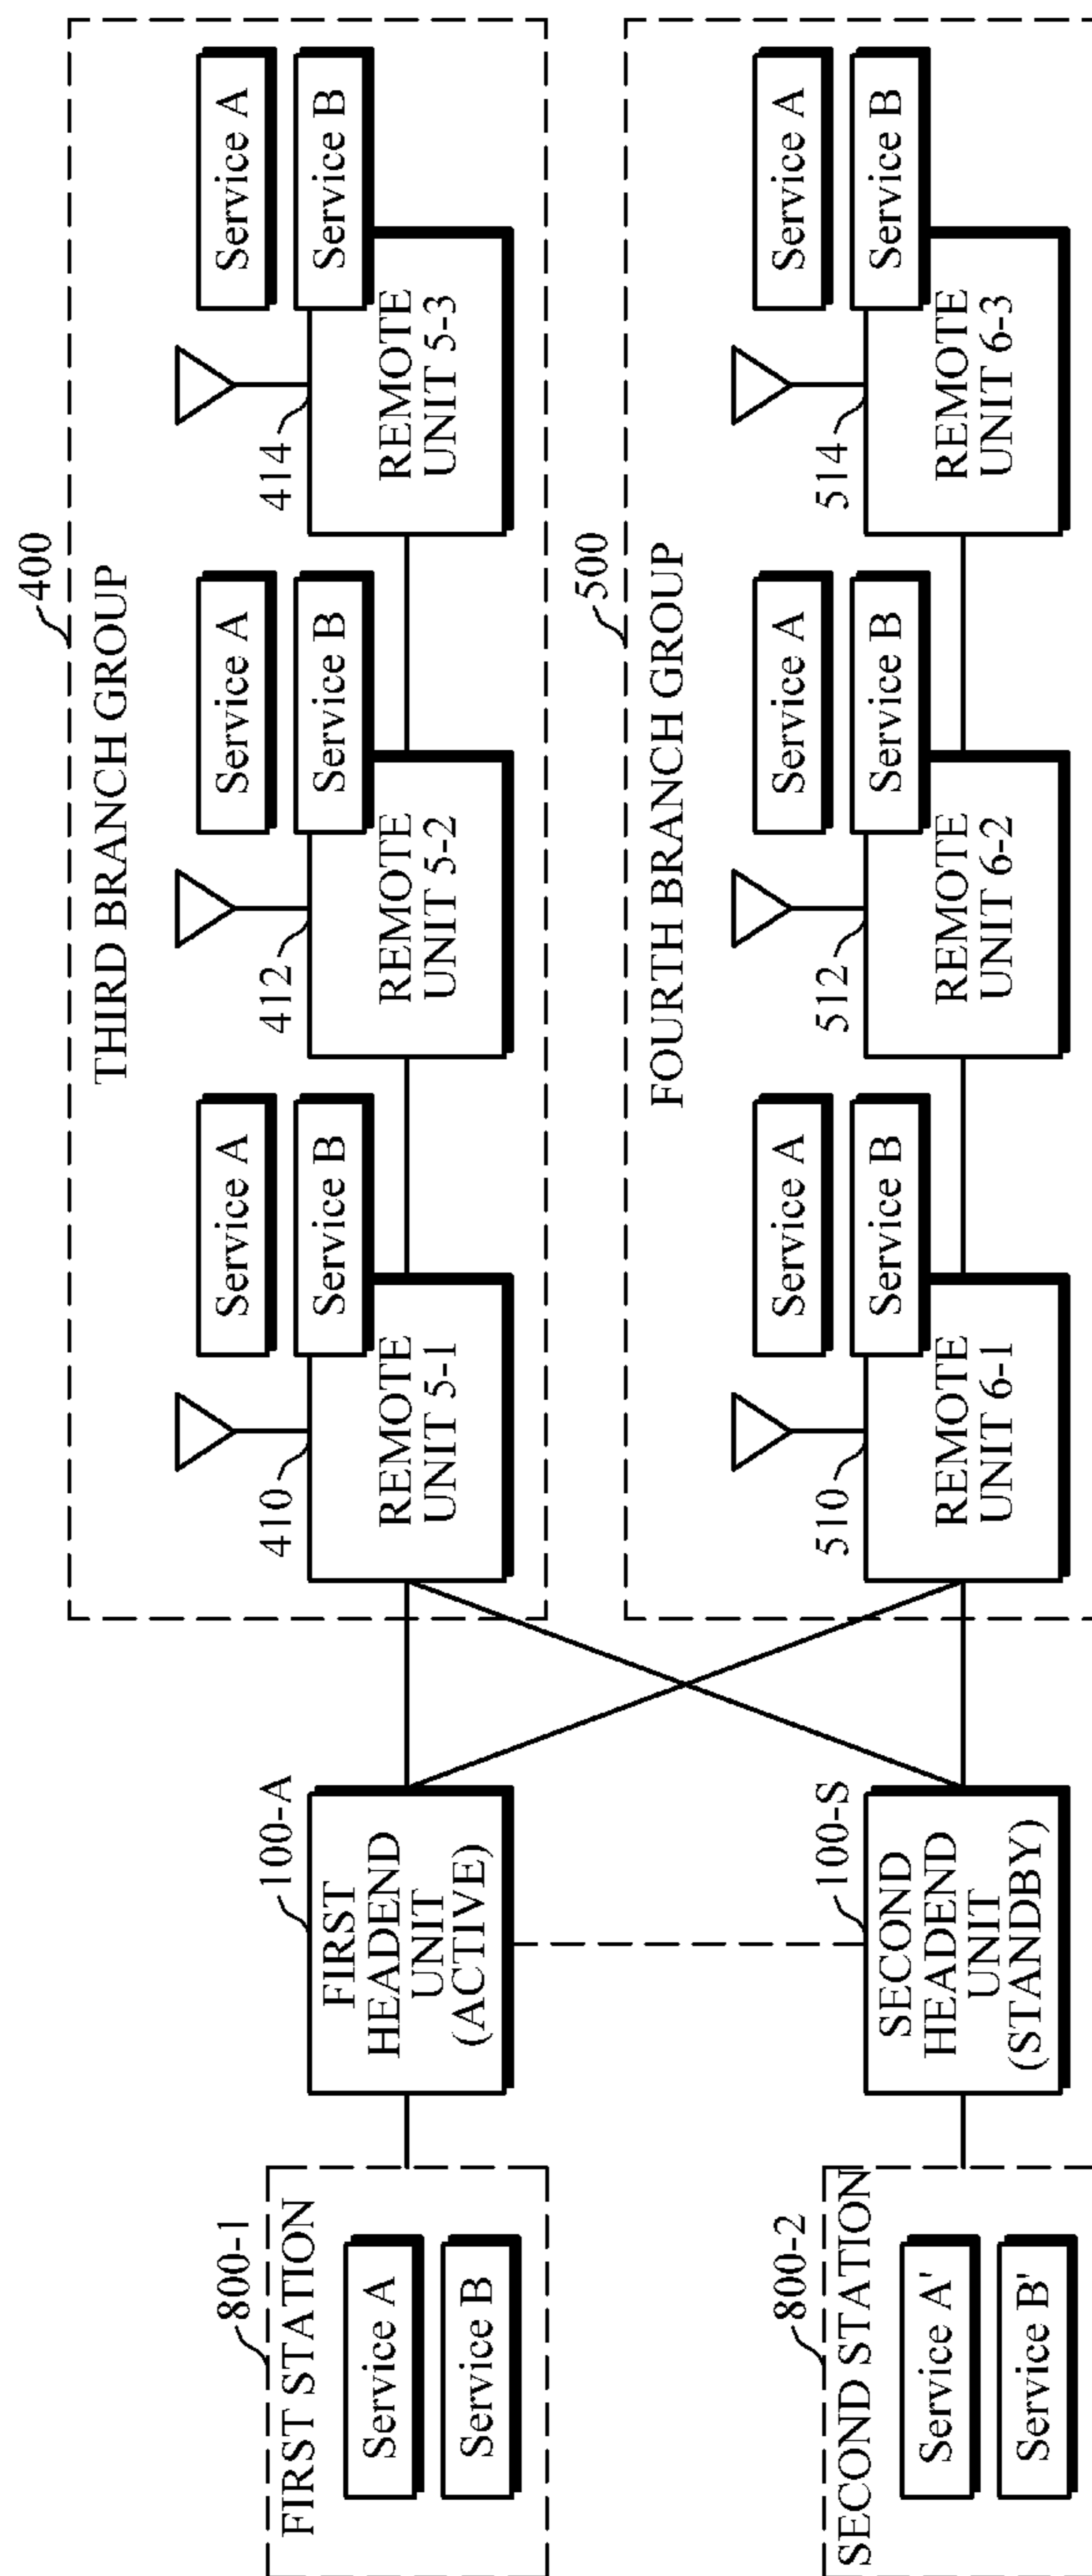 400
THIRD BRANCH GROUP
Service A
Service B
410
REMOTE
UNIT 5-1
Service A
Service B
412
REMOTE
UNIT 5-2
Service A
Service B
414
REMOTE
UNIT 5-3
800-1
FIRST STATION
Service A
Service B
100-A
FIRST
HEADEND
UNIT
(ACTIVE)
500
FOURTH BRANCH GROUP
Service A
Service B
510
REMOTE
UNIT 6-1
Service A
Service B
512
REMOTE
UNIT 6-2
Service A
Service B
514
REMOTE
UNIT 6-3
800-2
SECOND STATION
Service A'
Service B'
100-S
SECOND
HEADEND
UNIT
(STANDBY)